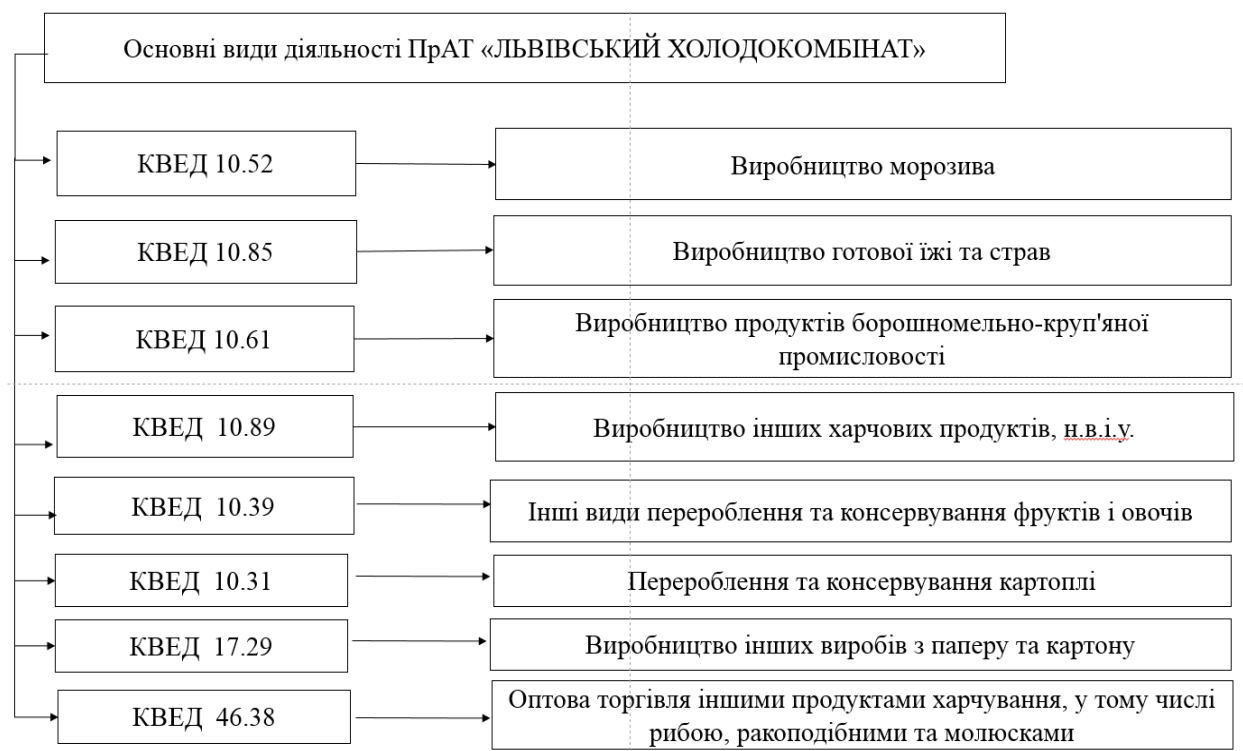 Основні види діяльності ПрАТ «ЛЬВІВСЬКИЙ ХОЛОДОКОМБІНАТ»
КВЕД 10.52
Виробництво морозива
КВЕД 10.85
Виробництво готової їжі та страв
КВЕД 10.61
Виробництво продуктів борошномельно-круп'яної
промисловості
КВЕД 10.89
Виробництво інших харчових продуктів, н.в.і.у.
КВЕД 10.39
Інші види перероблення та консервування фруктів і овочів
КВЕД 10.31
Перероблення та консервування картоплі
КВЕД 17.29
Виробництво інших виробів з паперу та картону
КВЕД 46.38
Оптова торгівля іншими продуктами харчування, у тому числі
рибою, ракоподібними та молюсками